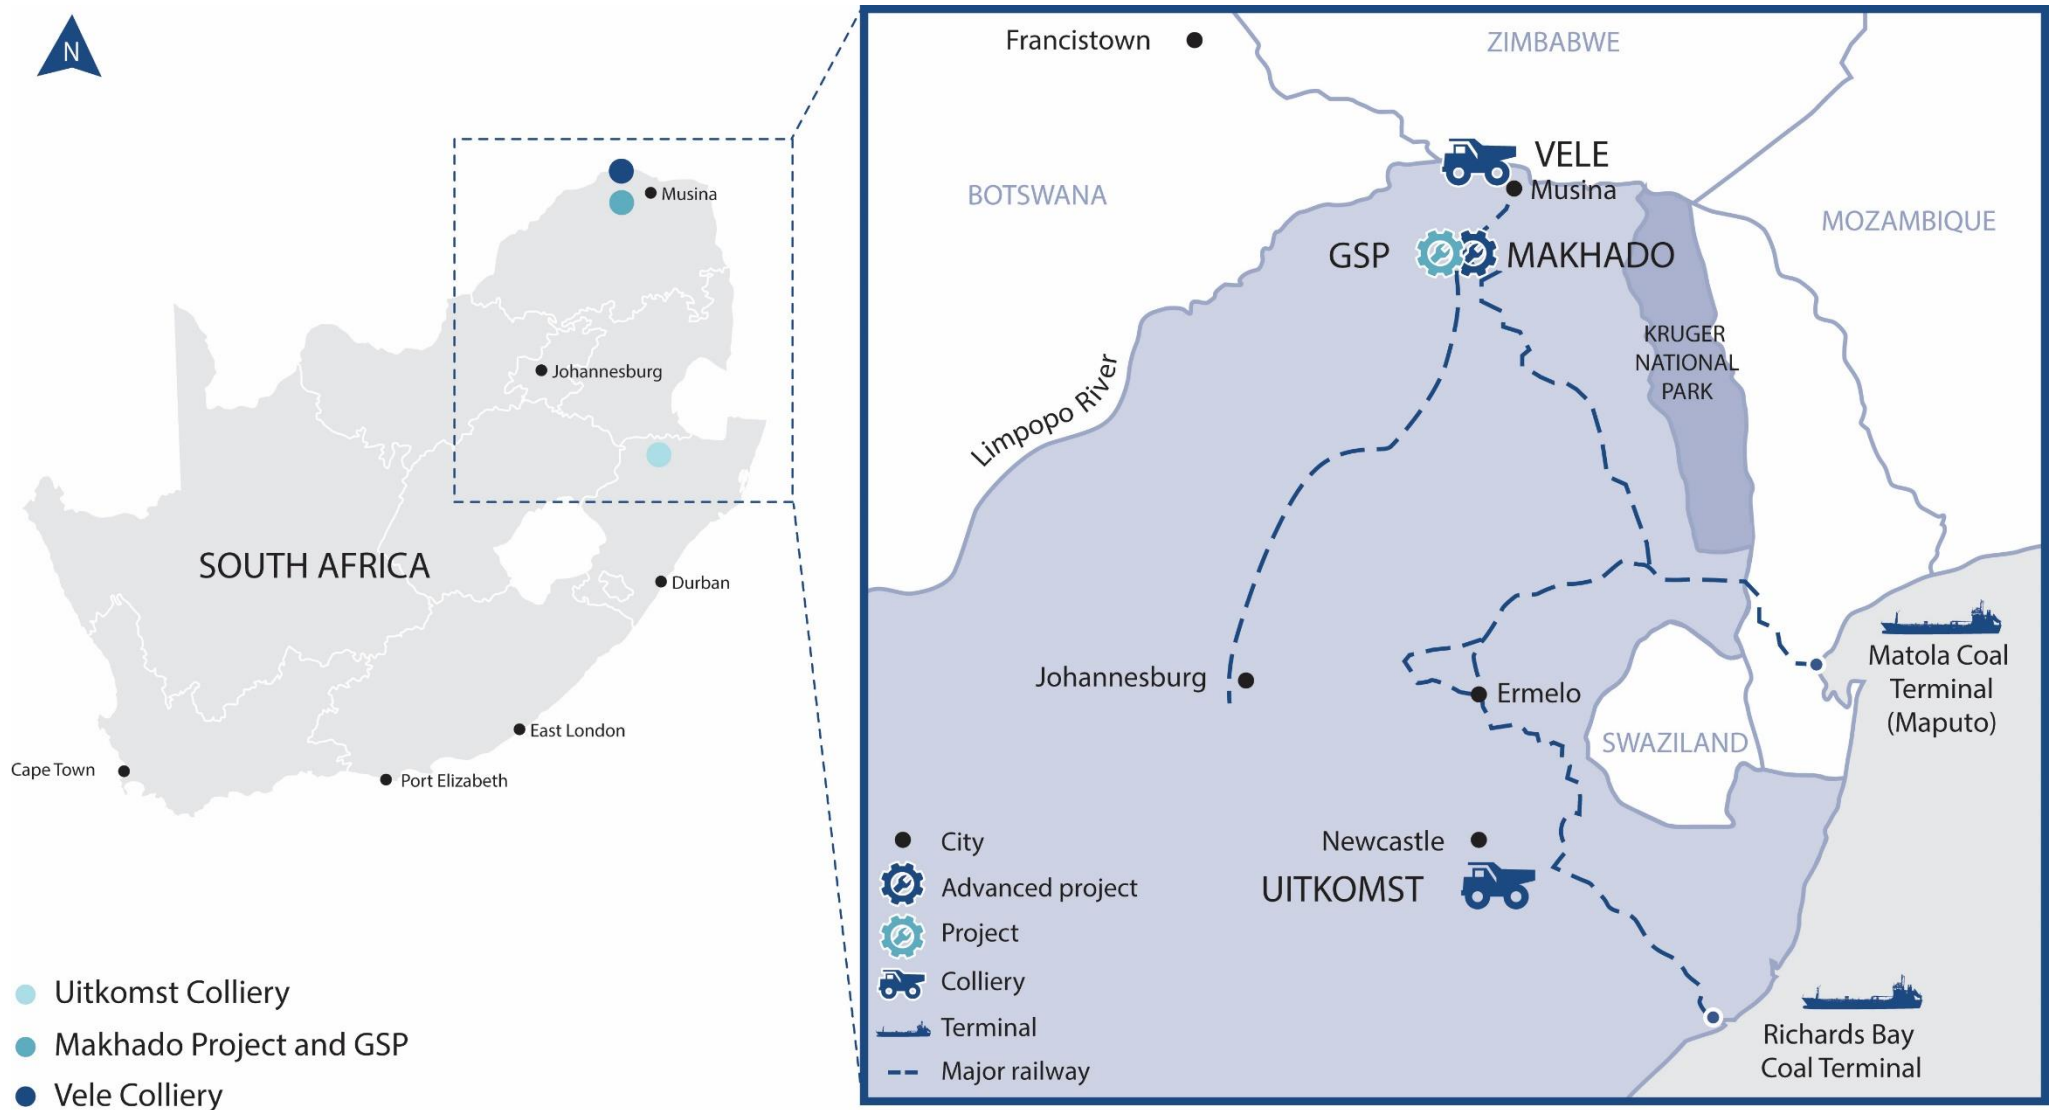 N
Musina
Johannesburg
SOUTH AFRICA
Durban
East London
Cape Town
Port Elizabeth
Uitkomst Colliery
Makhado Project and GSP
Vele Colliery
Francistown
ZIMBABWE
VELE
Musina
BOTSWANA
MOZAMBIQUE
GSP
MAKHADO
KRUGER
NATIONAL
PARK
Limpopo River
Johannesburg
Ermelo
Matola Coal
Terminal
(Maputo)
SWAZILAND
Newcastle
UITKOMST
City
Advanced project
Project
Colliery
Terminal
Major railway
Richards Bay
Coal Terminal